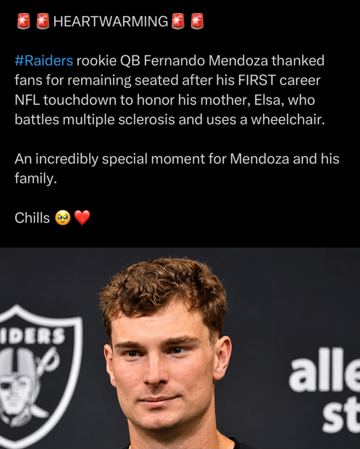 🚨🚨HEARTWARMING🚨🚨
#Raiders rookie QB Fernando Mendoza thanked
fans for remaining seated after his FIRST career
NFL touchdown to honor his mother, Elsa, who
battles multiple sclerosis and uses a wheelchair.
An incredibly special moment for Mendoza and his
family.
Chills 🥹❤️
IDERS
alle
st